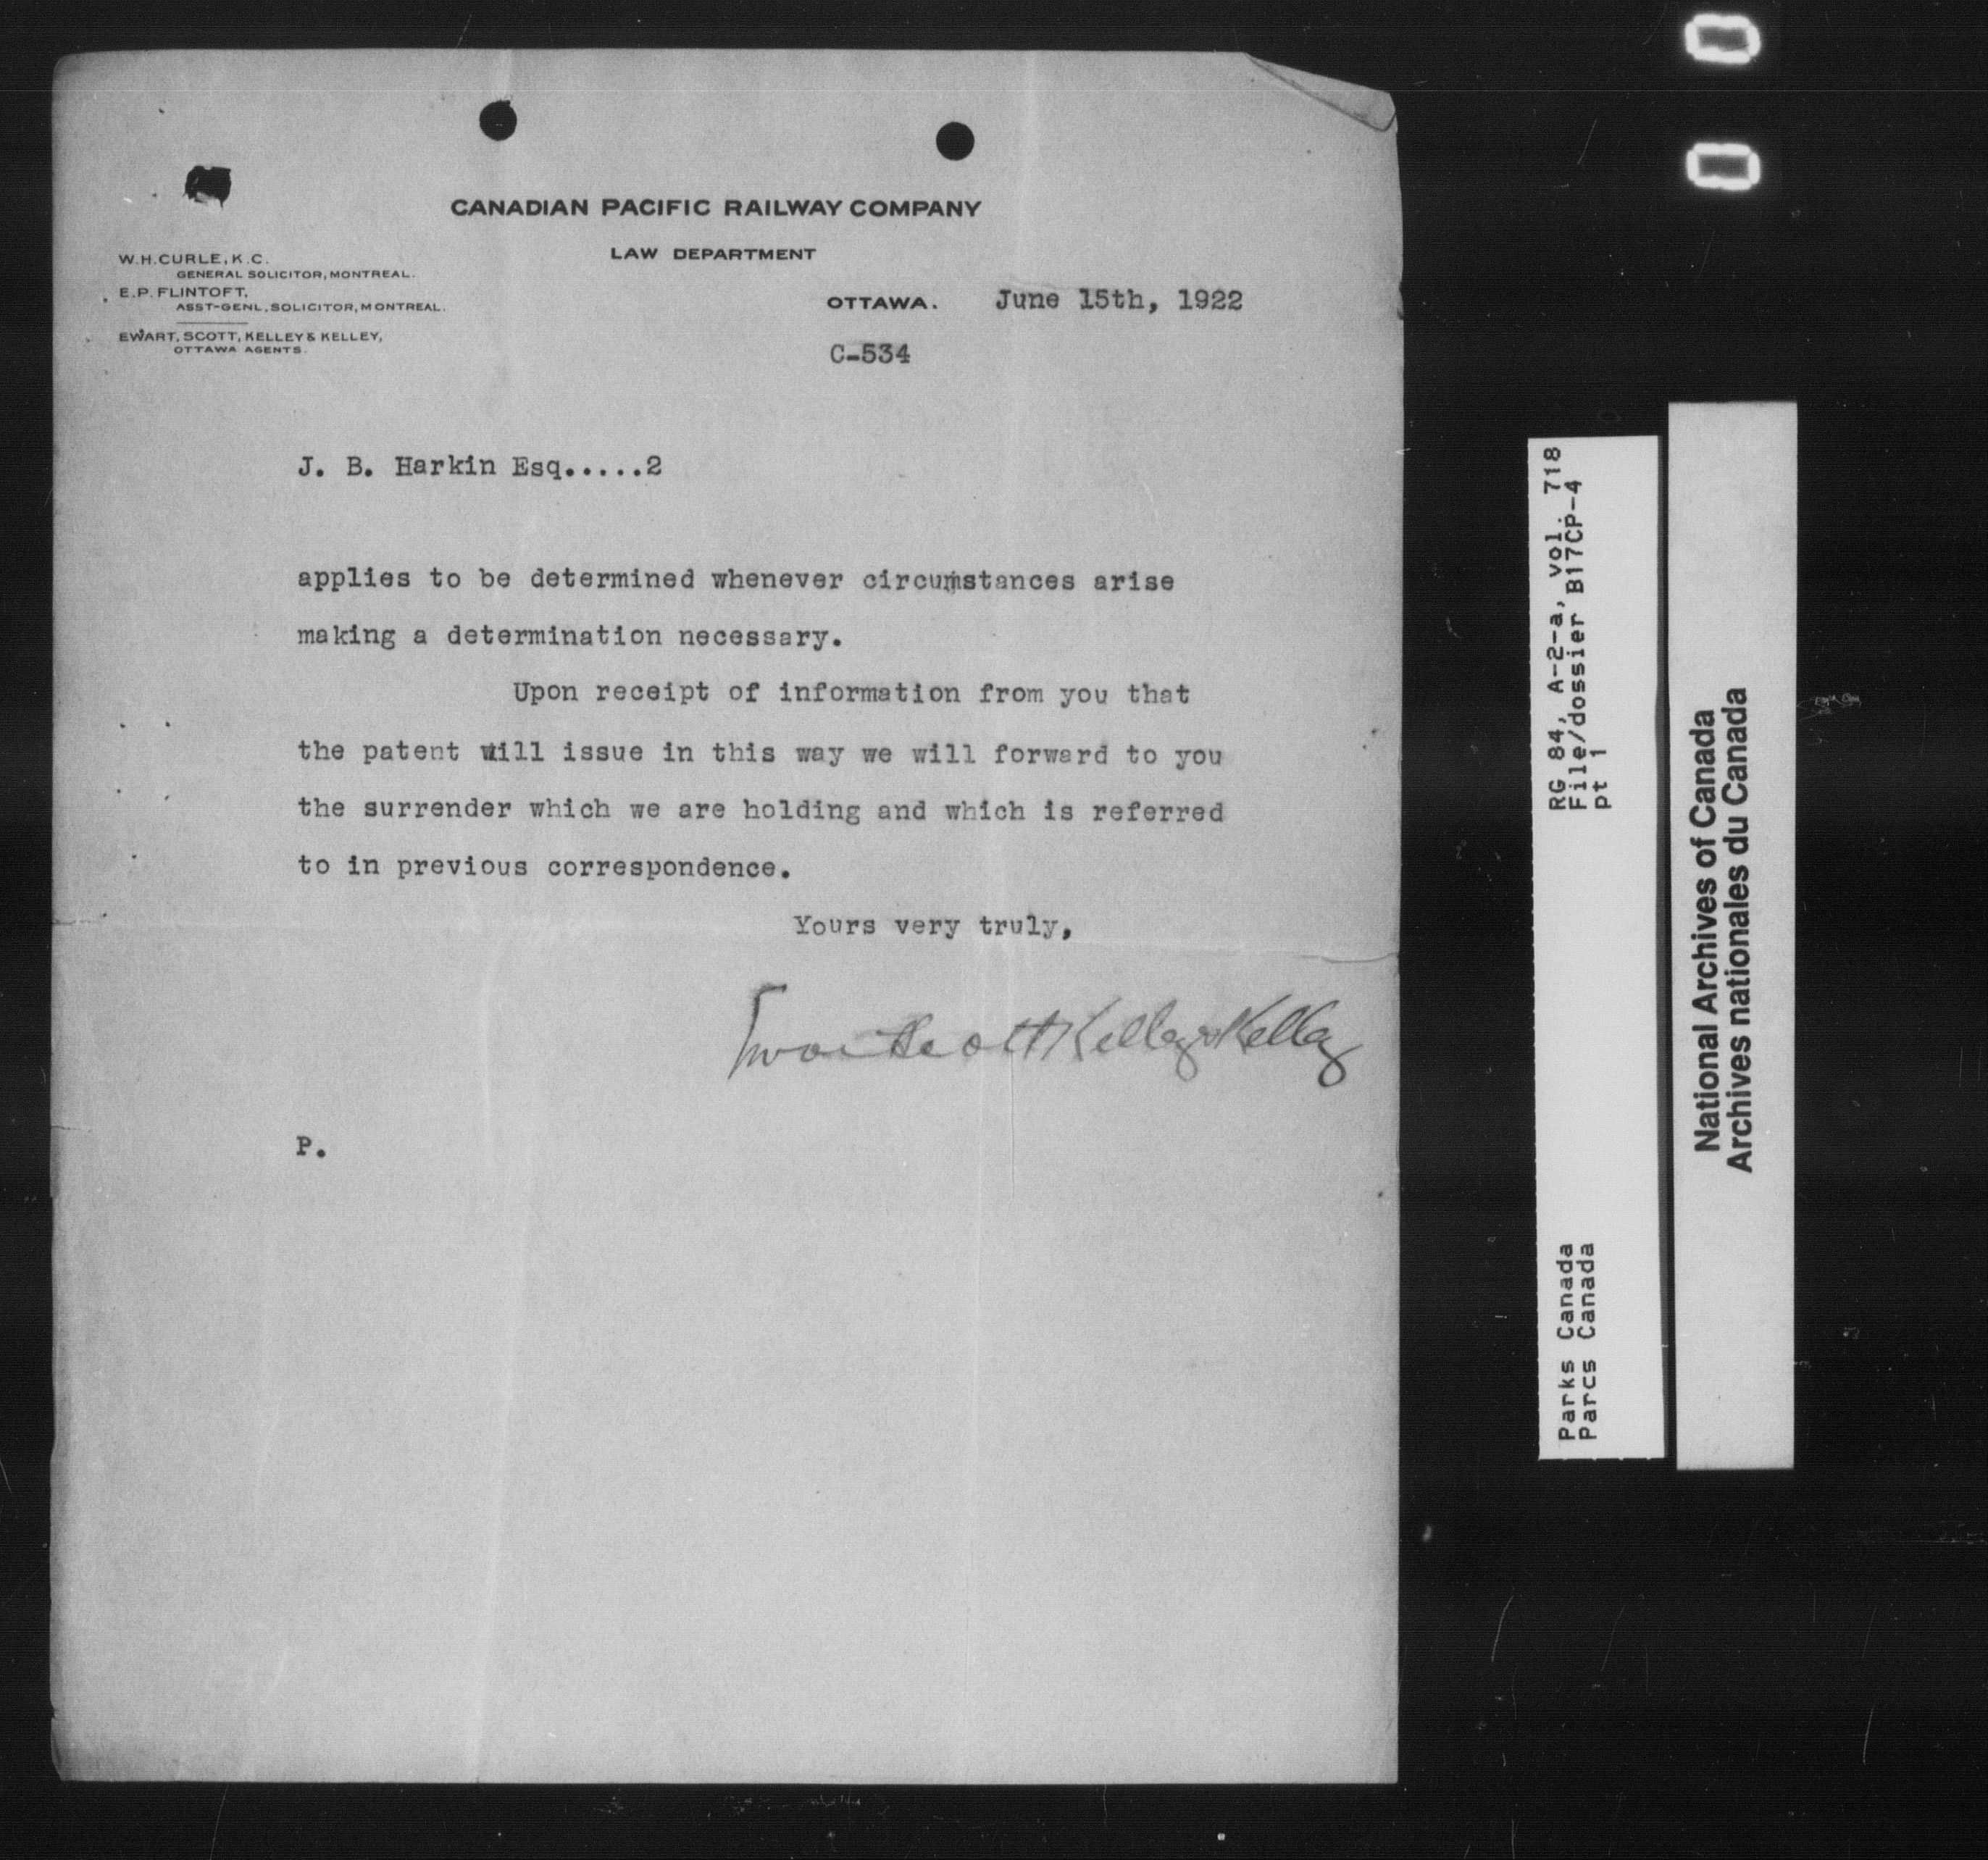 CANADIAN PACIFIC RAILWAY COMPANY
LAW DEPARTMENT
W.H.CURLE, K.C.
GENERAL SOLICITOR, MONTREAL.
E.P. FLINTOFT,
ASST-GENL. SOLICITOR, MONTREAL.
EWART, SCOTT, KELLEY & KELLEY,
OTTAWA AGENTS.
OTTAWA. June 15th, 1922
C-534
J. B. Harkin Esq.....2
applies to be determined whenever circumstances arise
making a determination necessary.
Upon receipt of information from you that
the patent will issue in this way we will forward to you
the surrender which we are holding and which is referred
to in previous correspondence.
Yours very truly,
Ewart Scott Kelley & Kelley
P.
RG 84, A-2-a, vol. 718
File/dossier B17CP-4
pt 1
Parks Canada
Parcs Canada
National Archives of Canada
Archives nationales du Canada